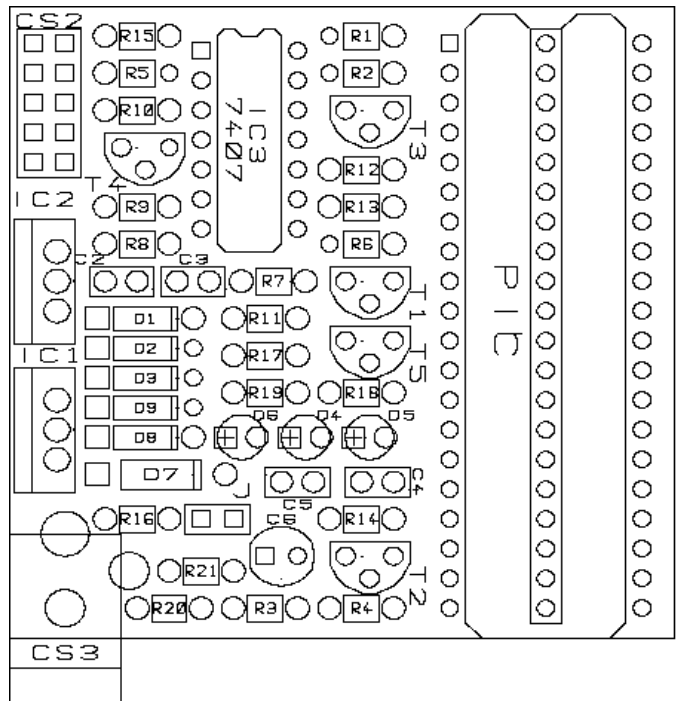 CS2
R15
R5
R10
T4
IC2
R9
R8
C2
C3
IC3
7407
R1
R2
T3
R12
R13
R6
R7
T1
T5
PIC
D1
D2
D3
D9
D8
D7
IC1
R11
R17
R19
R18
D6
D4
D5
C5
C4
J
R16
C6
R14
R21
T2
R20
R3
R4
CS3